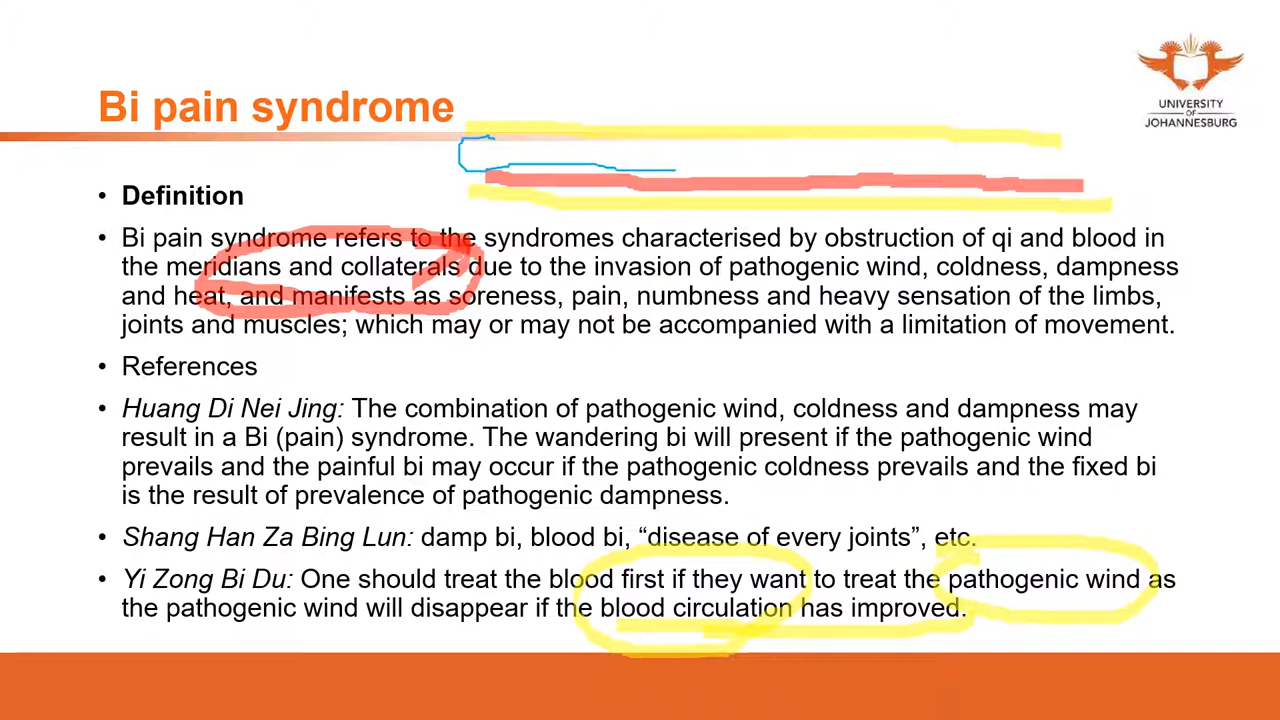 Bi pain syndrome
UNIVERSITY
OF
JOHANNESBURG
• Definition
• Bi pain syndrome refers to the syndromes characterised by obstruction of qi and blood in
the meridians and collaterals due to the invasion of pathogenic wind, coldness, dampness
and heat, and manifests as soreness, pain, numbness and heavy sensation of the limbs,
joints and muscles; which may or may not be accompanied with a limitation of movement.
• References
• Huang Di Nei Jing: The combination of pathogenic wind, coldness and dampness may
result in a Bi (pain) syndrome. The wandering bi will present if the pathogenic wind
prevails and the painful bi may occur if the pathogenic coldness prevails and the fixed bi
is the result of prevalence of pathogenic dampness.
• Shang Han Za Bing Lun: damp bi, blood bi, “disease of every joints”, etc.
• Yi Zong Bi Du: One should treat the blood first if they want to treat the pathogenic wind as
the pathogenic wind will disappear if the blood circulation has improved.